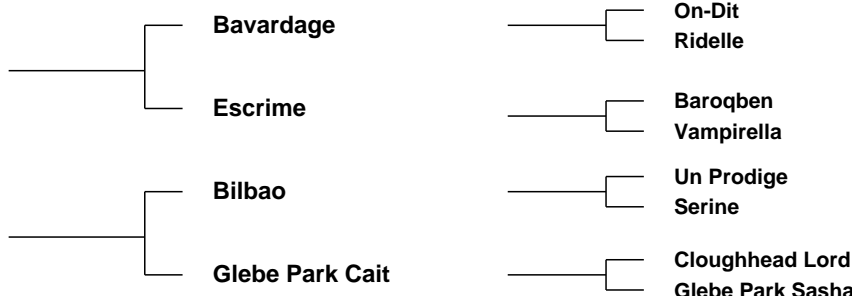 Bavardage
On-Dit
Ridelle
Escrime
Baroqben
Vampirella
Bilbao
Un Prodige
Serine
Glebe Park Cait
Cloughhead Lord
Glebe Park Sasha